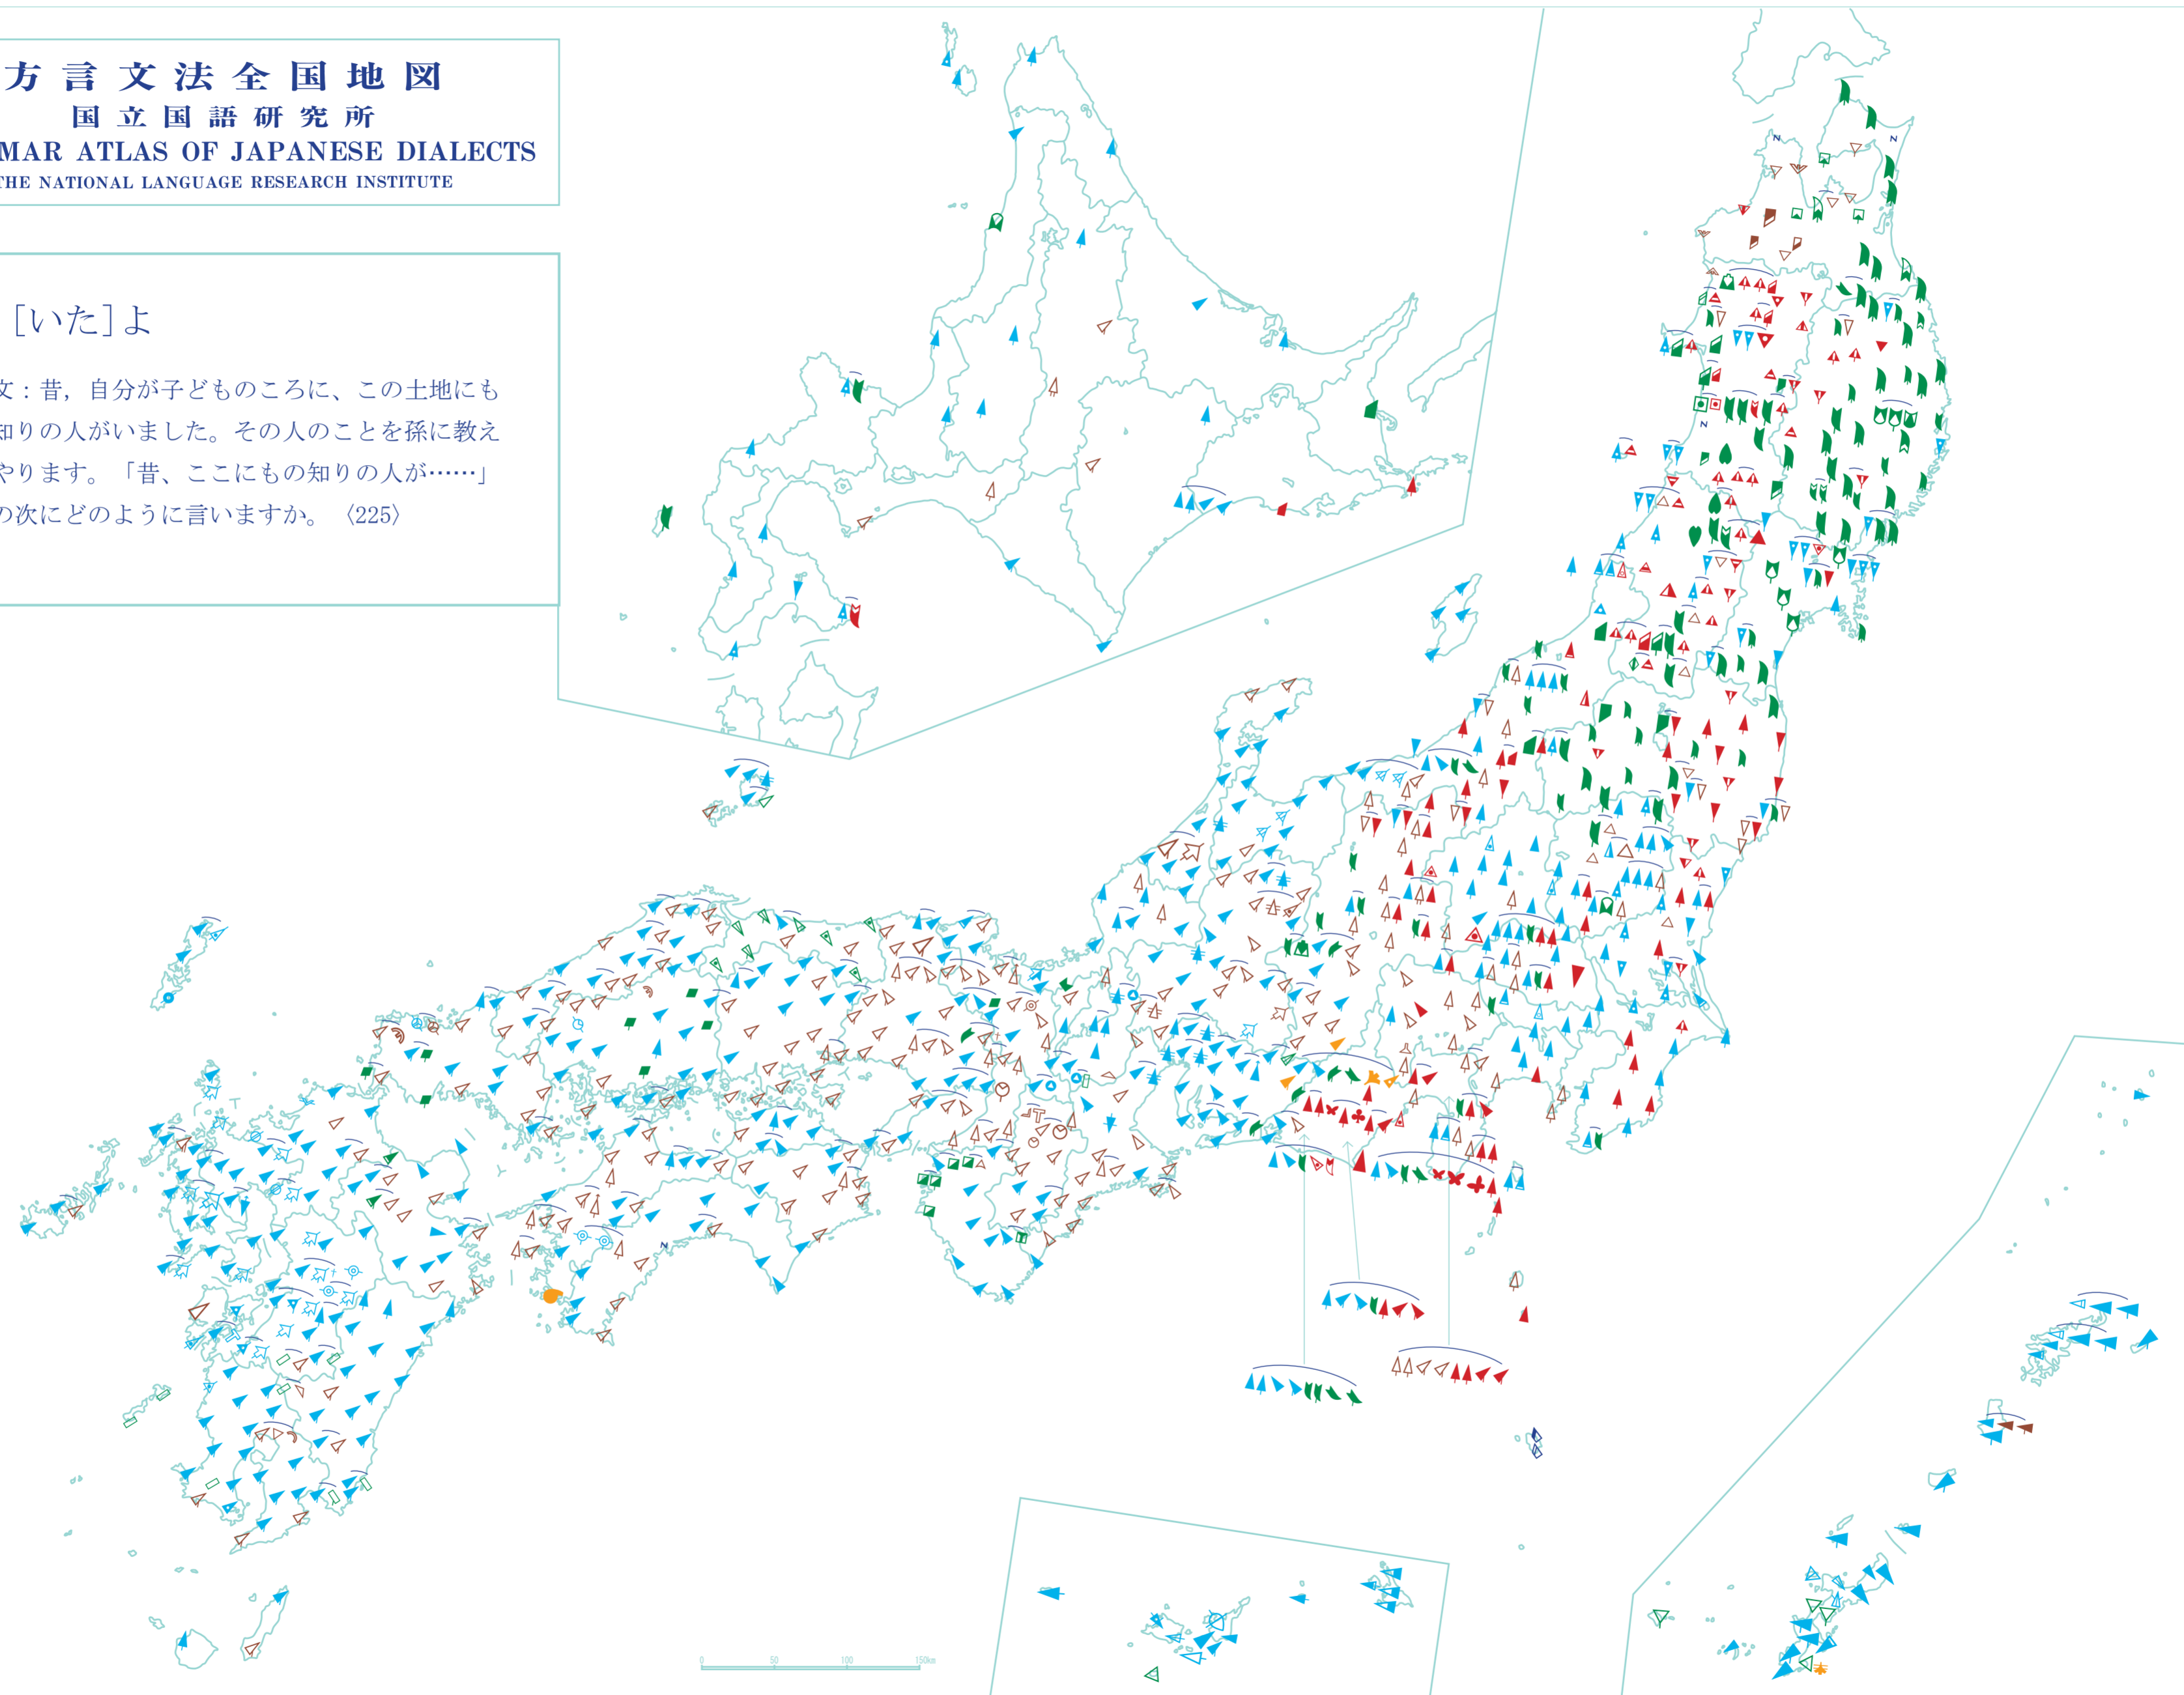 方言文法全国地図
国立国語研究所
MAR ATLAS OF JAPANESE DIALECTS
THE NATIONAL LANGUAGE RESEARCH INSTITUTE
[いた]よ
文：昔，自分が子どものころに、この土地にも
知りの人がいました。その人のことを孫に教え
やります。「昔、ここにもの知りの人が……」
の次にどのように言いますか。〈225〉
N
N
N
N
0 50 100 150km